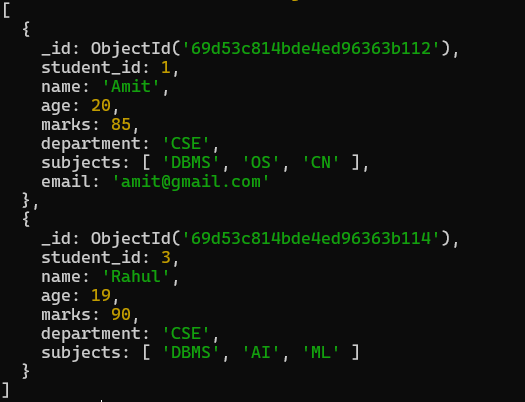 [
  {
    _id: ObjectId('69d53c814bde4ed96363b112'),
    student_id: 1,
    name: 'Amit',
    age: 20,
    marks: 85,
    department: 'CSE',
    subjects: [ 'DBMS', 'OS', 'CN' ],
    email: 'amit@gmail.com'
  },
  {
    _id: ObjectId('69d53c814bde4ed96363b114'),
    student_id: 3,
    name: 'Rahul',
    age: 19,
    marks: 90,
    department: 'CSE',
    subjects: [ 'DBMS', 'AI', 'ML' ]
  }
]